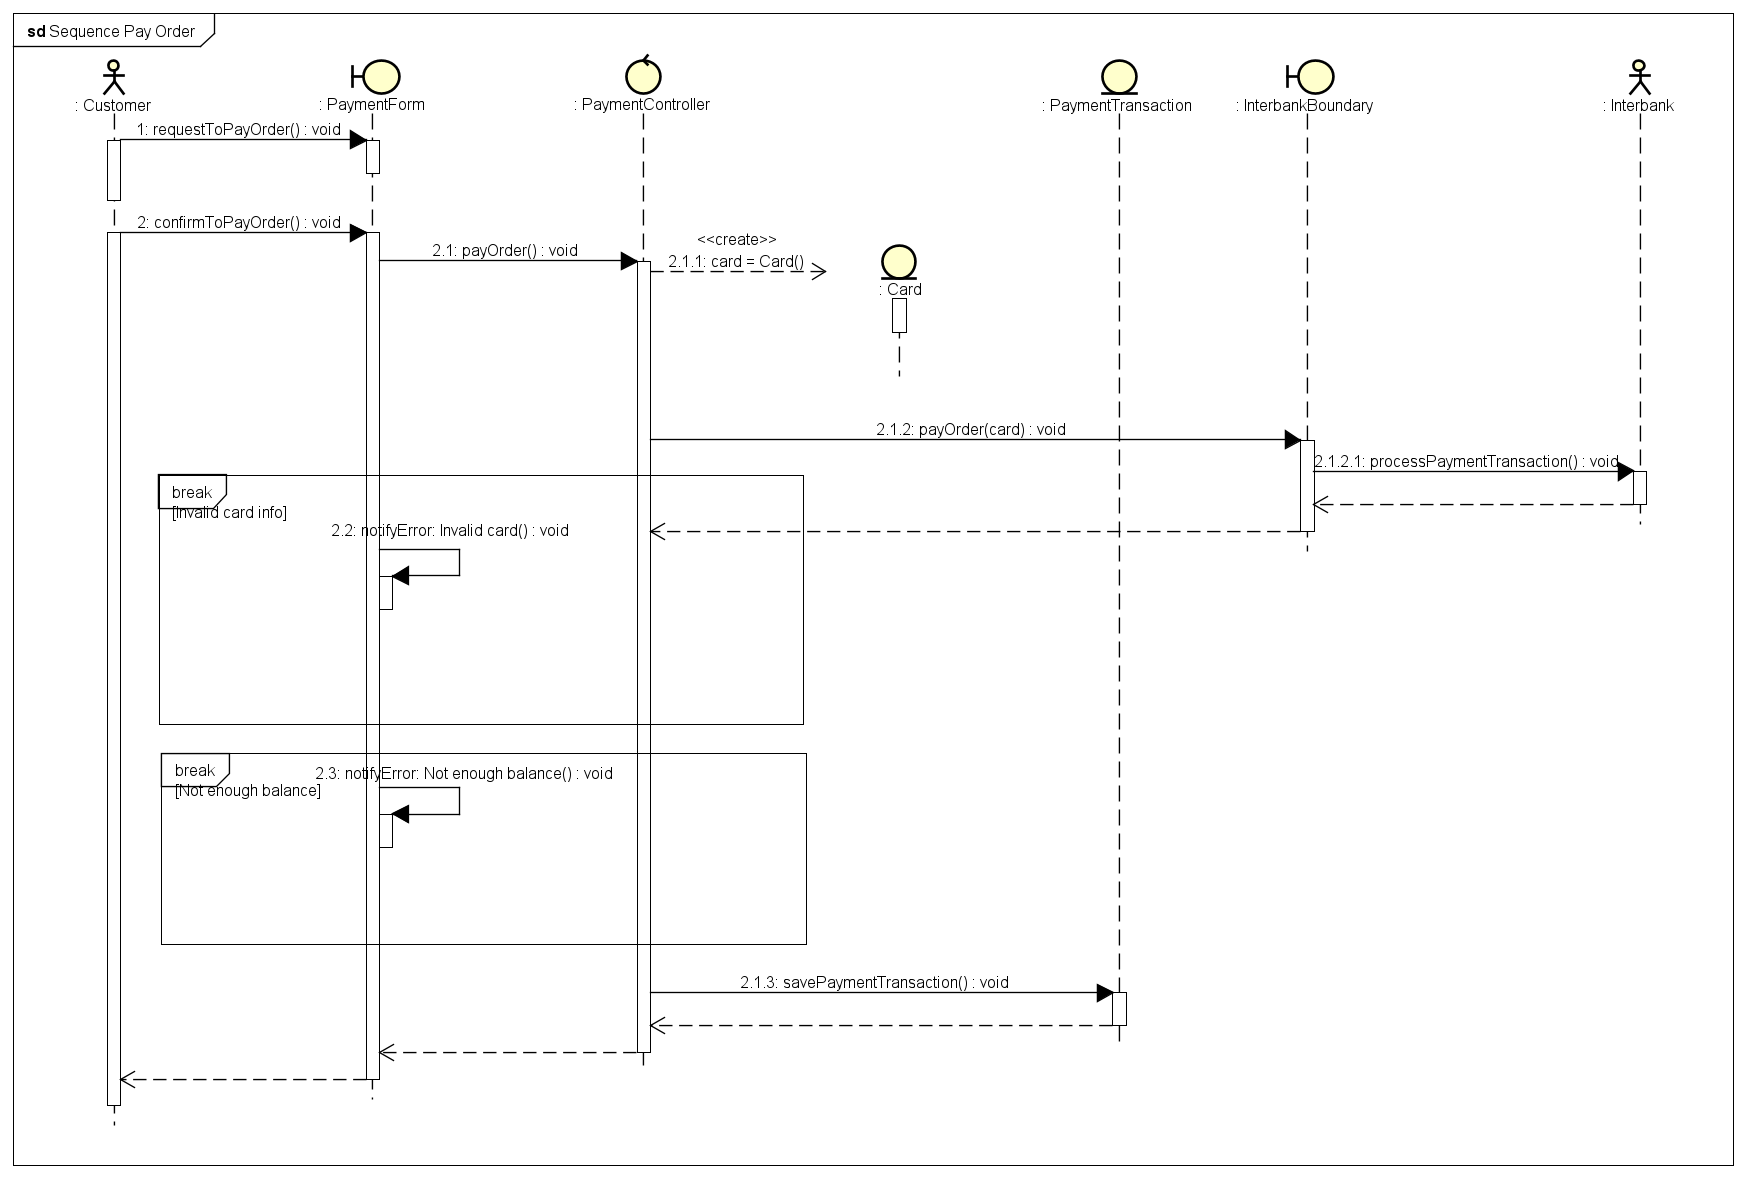 sd Sequence Pay Order
: Customer
: PaymentForm
: PaymentController
: PaymentTransaction
: InterbankBoundary
: Interbank
1: requestToPayOrder() : void
2: confirmToPayOrder() : void
2.1: payOrder() : void
<<create>>
2.1.1: card = Card()
: Card
2.1.2: payOrder(card) : void
2.1.2.1: processPaymentTransaction() : void
break
[Invalid card info]
2.2: notifyError: Invalid card() : void
break
2.3: notifyError: Not enough balance() : void
[Not enough balance]
2.1.3: savePaymentTransaction() : void